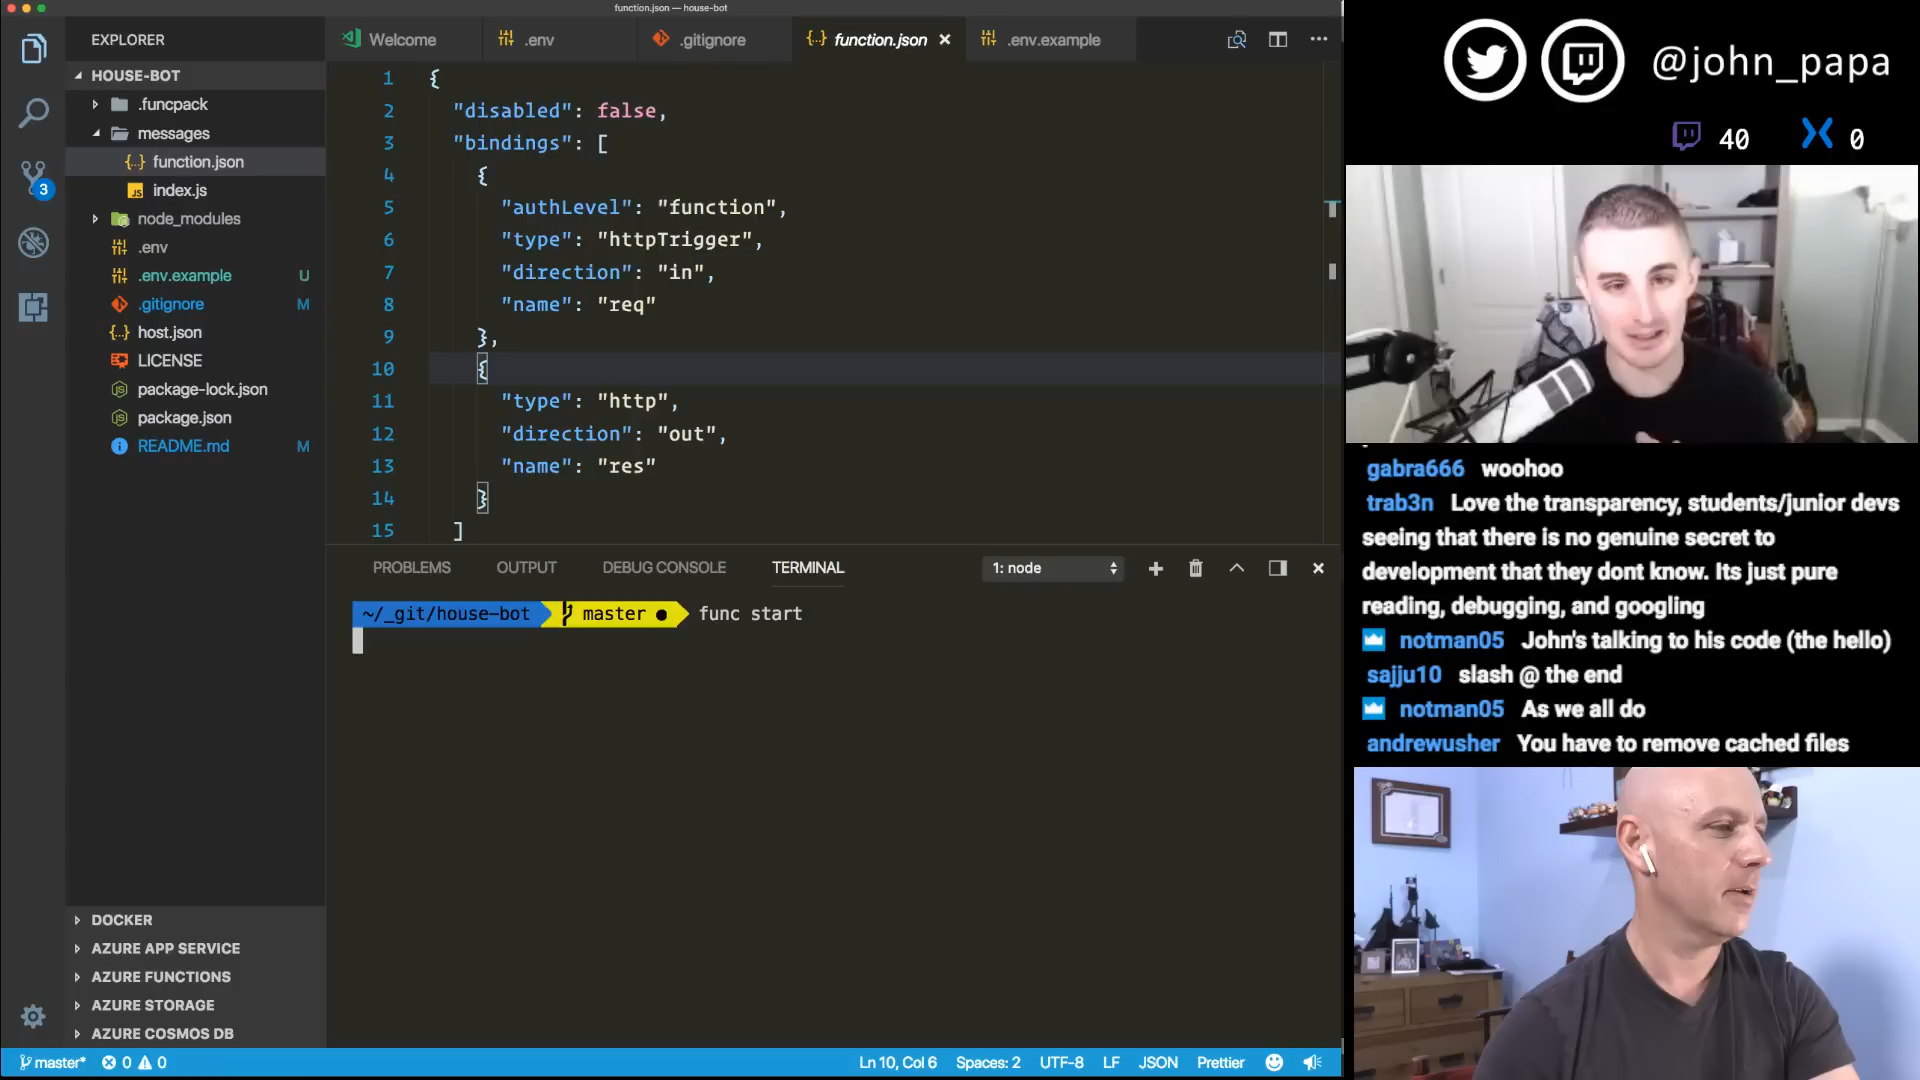 function.json — house-bot
EXPLORER
HOUSE-BOT
.funcpack
messages
function.json
index.js
node_modules
.env
.env.example U
.gitignore M
host.json
LICENSE
package-lock.json
package.json
README.md M
DOCKER
AZURE APP SERVICE
AZURE FUNCTIONS
AZURE STORAGE
AZURE COSMOS DB
3
Welcome .env .gitignore function.json .env.example
1 {
2 "disabled": false,
3 "bindings": [
4 {
5 "authLevel": "function",
6 "type": "httpTrigger",
7 "direction": "in",
8 "name": "req"
9 },
10 {
11 "type": "http",
12 "direction": "out",
13 "name": "res"
14 }
15 ]
PROBLEMS OUTPUT DEBUG CONSOLE TERMINAL 1: node
~/_git/house-bot master ● func start
master* 0 0 Ln 10, Col 6 Spaces: 2 UTF-8 LF JSON Prettier
@john_papa
40 0
gabra666 woohoo
trab3n Love the transparency, students/junior devs
seeing that there is no genuine secret to
development that they dont know. Its just pure
reading, debugging, and googling
notman05 John's talking to his code (the hello)
sajju10 slash @ the end
notman05 As we all do
andrewusher You have to remove cached files